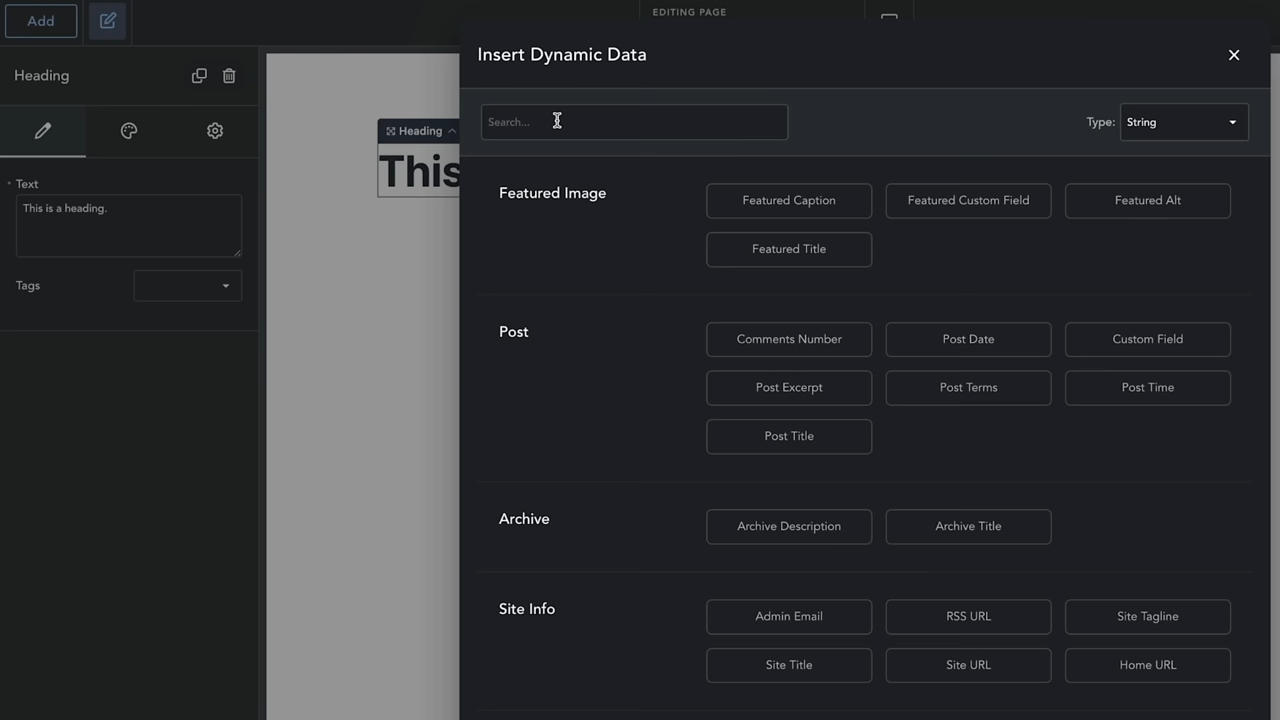 Add
EDITING PAGE
Heading
* Text
This is a heading.
Tags
Heading
This
Insert Dynamic Data
Search...
Type: String
Featured Image
Featured Caption
Featured Custom Field
Featured Alt
Featured Title
Post
Comments Number
Post Date
Custom Field
Post Excerpt
Post Terms
Post Time
Post Title
Archive
Archive Description
Archive Title
Site Info
Admin Email
RSS URL
Site Tagline
Site Title
Site URL
Home URL